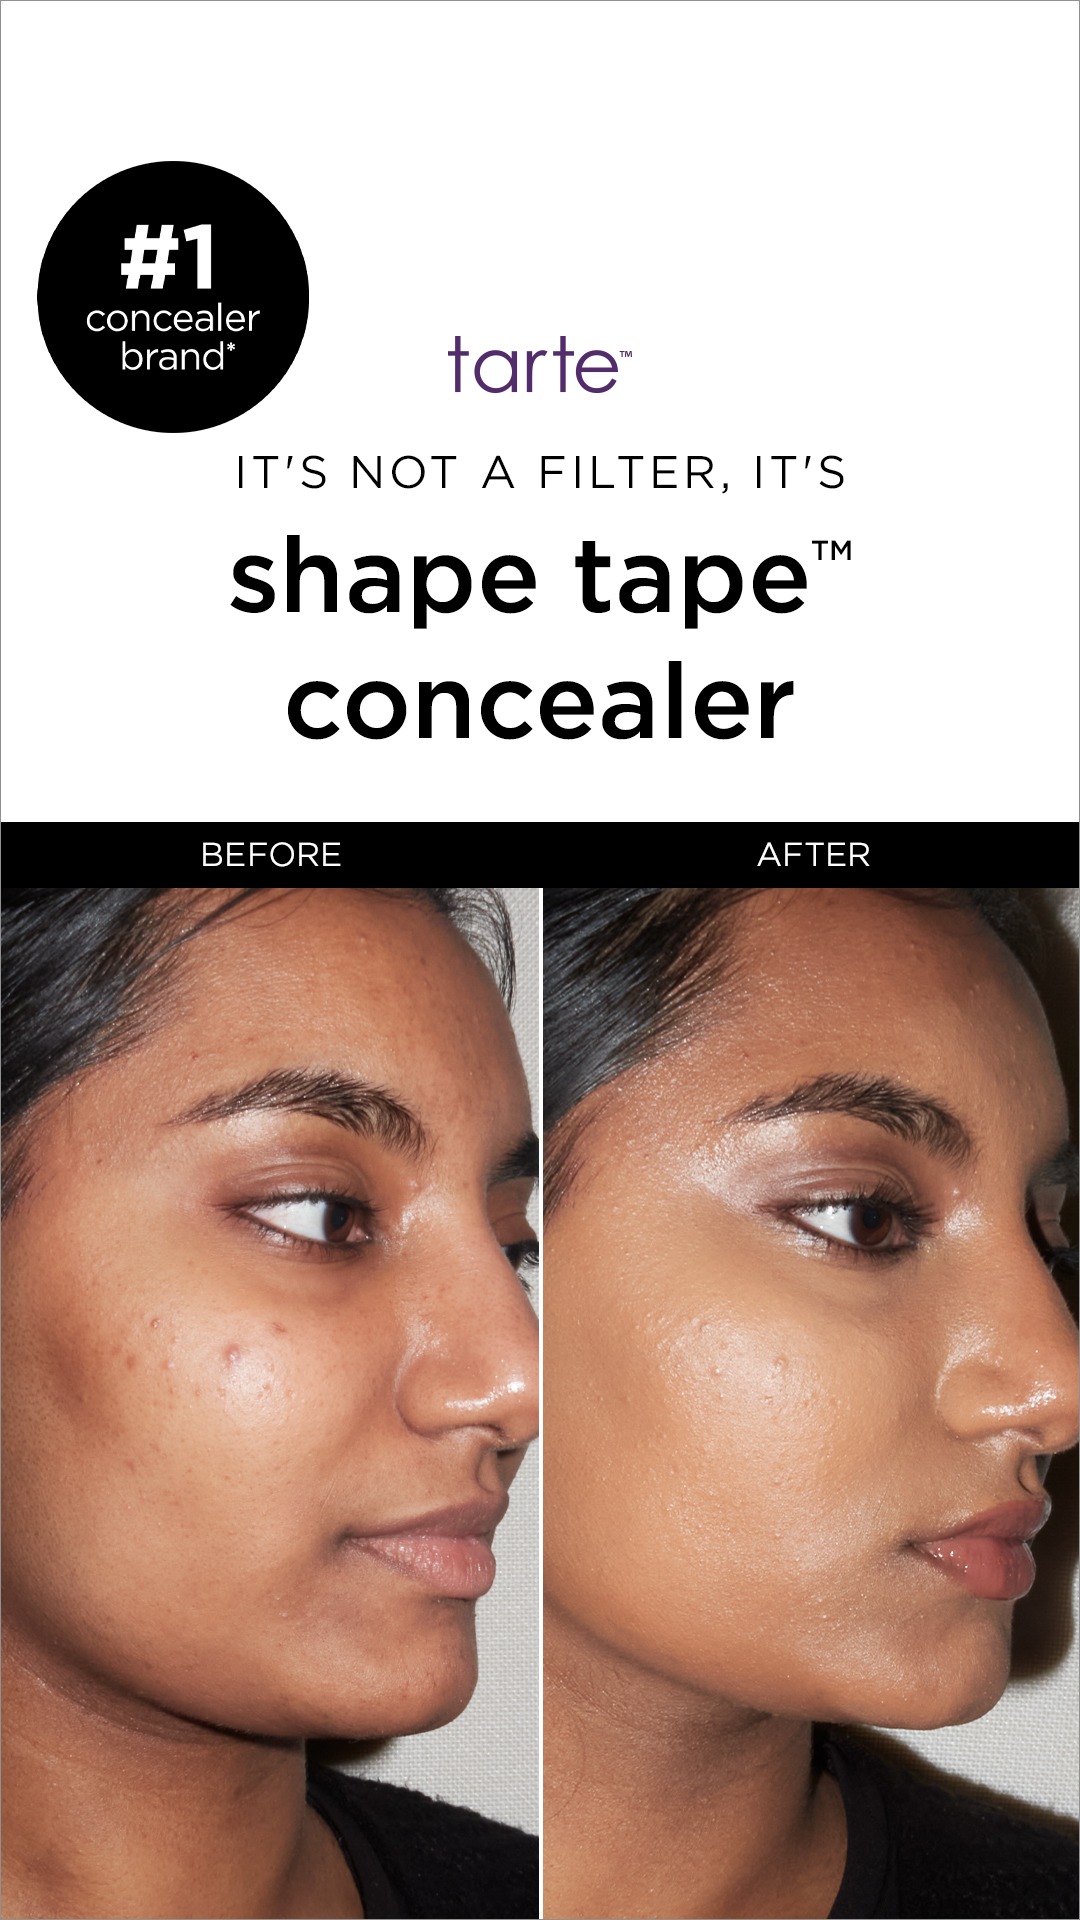 #1
concealer
brand*
tarte™
IT'S NOT A FILTER, IT'S
shape tape™
concealer
BEFORE
AFTER